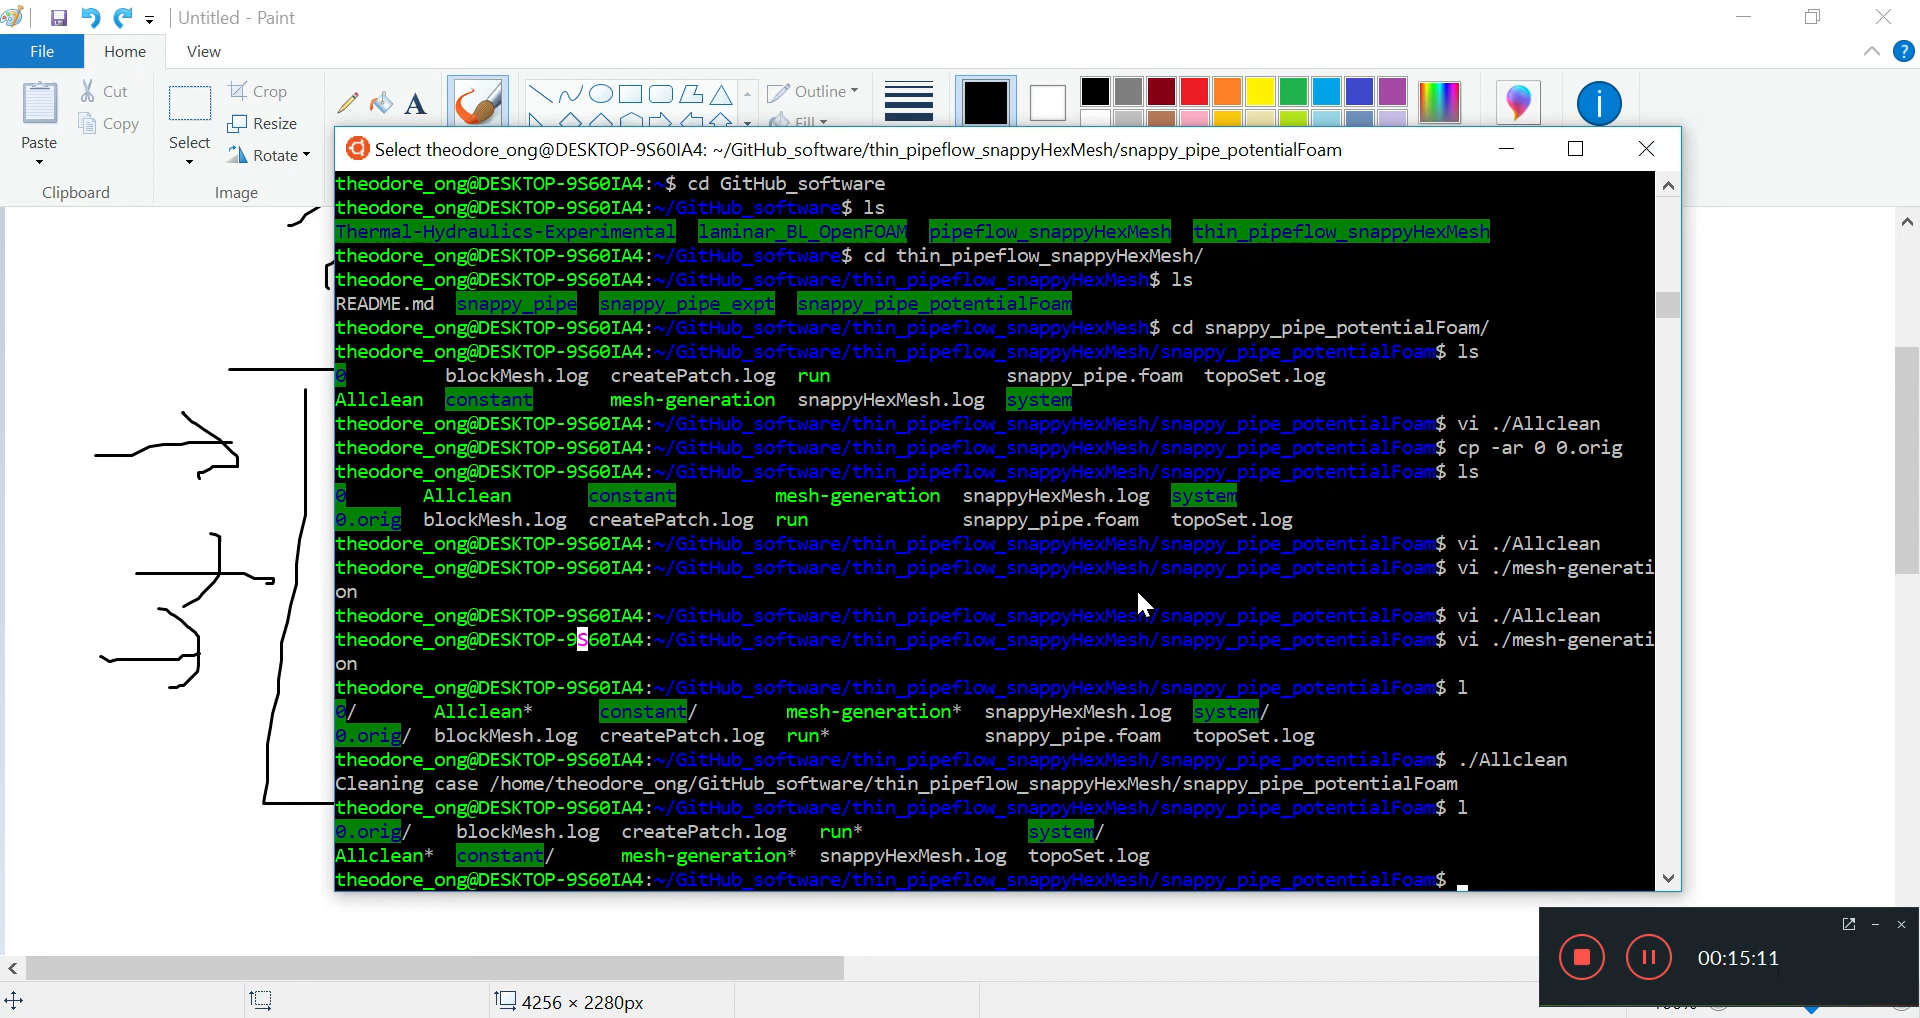 Untitled - Paint
File Home View
Paste
Cut
Copy
Clipboard
Select
Crop
Resize
Rotate
Image
A
Outline
Fill
i
?
Select theodore_ong@DESKTOP-9S60IA4: ~/GitHub_software/thin_pipeflow_snappyHexMesh/snappy_pipe_potentialFoam
theodore_ong@DESKTOP-9S60IA4:~$ cd GitHub_software
theodore_ong@DESKTOP-9S60IA4:~/GitHub_software$ ls
Thermal-Hydraulics-Experimental laminar_BL_OpenFOAM pipeflow_snappyHexMesh thin_pipeflow_snappyHexMesh
theodore_ong@DESKTOP-9S60IA4:~/GitHub_software$ cd thin_pipeflow_snappyHexMesh/
theodore_ong@DESKTOP-9S60IA4:~/GitHub_software/thin_pipeflow_snappyHexMesh$ ls
README.md snappy_pipe snappy_pipe_expt snappy_pipe_potentialFoam
theodore_ong@DESKTOP-9S60IA4:~/GitHub_software/thin_pipeflow_snappyHexMesh$ cd snappy_pipe_potentialFoam/
theodore_ong@DESKTOP-9S60IA4:~/GitHub_software/thin_pipeflow_snappyHexMesh/snappy_pipe_potentialFoam$ ls
0 blockMesh.log createPatch.log run snappy_pipe.foam topoSet.log
Allclean constant mesh-generation snappyHexMesh.log system
theodore_ong@DESKTOP-9S60IA4:~/GitHub_software/thin_pipeflow_snappyHexMesh/snappy_pipe_potentialFoam$ vi ./Allclean
theodore_ong@DESKTOP-9S60IA4:~/GitHub_software/thin_pipeflow_snappyHexMesh/snappy_pipe_potentialFoam$ cp -ar 0 0.orig
theodore_ong@DESKTOP-9S60IA4:~/GitHub_software/thin_pipeflow_snappyHexMesh/snappy_pipe_potentialFoam$ ls
0 Allclean constant mesh-generation snappyHexMesh.log system
0.orig blockMesh.log createPatch.log run snappy_pipe.foam topoSet.log
theodore_ong@DESKTOP-9S60IA4:~/GitHub_software/thin_pipeflow_snappyHexMesh/snappy_pipe_potentialFoam$ vi ./Allclean
theodore_ong@DESKTOP-9S60IA4:~/GitHub_software/thin_pipeflow_snappyHexMesh/snappy_pipe_potentialFoam$ vi ./mesh-generati
on
theodore_ong@DESKTOP-9S60IA4:~/GitHub_software/thin_pipeflow_snappyHexMesh/snappy_pipe_potentialFoam$ vi ./Allclean
theodore_ong@DESKTOP-9S60IA4:~/GitHub_software/thin_pipeflow_snappyHexMesh/snappy_pipe_potentialFoam$ vi ./mesh-generati
on
theodore_ong@DESKTOP-9S60IA4:~/GitHub_software/thin_pipeflow_snappyHexMesh/snappy_pipe_potentialFoam$ l
0/ Allclean* constant/ mesh-generation* snappyHexMesh.log system/
0.orig/ blockMesh.log createPatch.log run* snappy_pipe.foam topoSet.log
theodore_ong@DESKTOP-9S60IA4:~/GitHub_software/thin_pipeflow_snappyHexMesh/snappy_pipe_potentialFoam$ ./Allclean
Cleaning case /home/theodore_ong/GitHub_software/thin_pipeflow_snappyHexMesh/snappy_pipe_potentialFoam
theodore_ong@DESKTOP-9S60IA4:~/GitHub_software/thin_pipeflow_snappyHexMesh/snappy_pipe_potentialFoam$ l
0.orig/ blockMesh.log createPatch.log run* system/
Allclean* constant/ mesh-generation* snappyHexMesh.log topoSet.log
theodore_ong@DESKTOP-9S60IA4:~/GitHub_software/thin_pipeflow_snappyHexMesh/snappy_pipe_potentialFoam$
00:15:11
4256 × 2280px